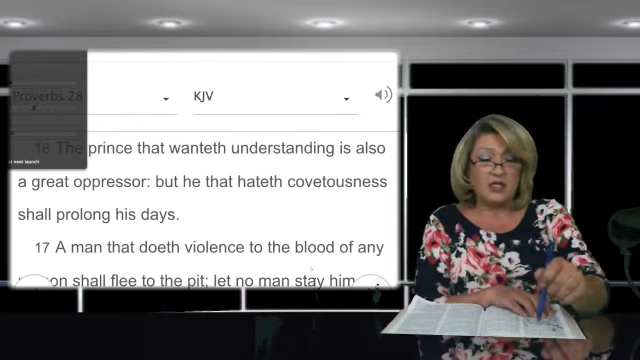 Proverbs 28
KJV
next launch
16 The prince that wanteth understanding is also
a great oppressor: but he that hateth covetousness
shall prolong his days.
17 A man that doeth violence to the blood of any
shall flee to the pit; let no man stay him.